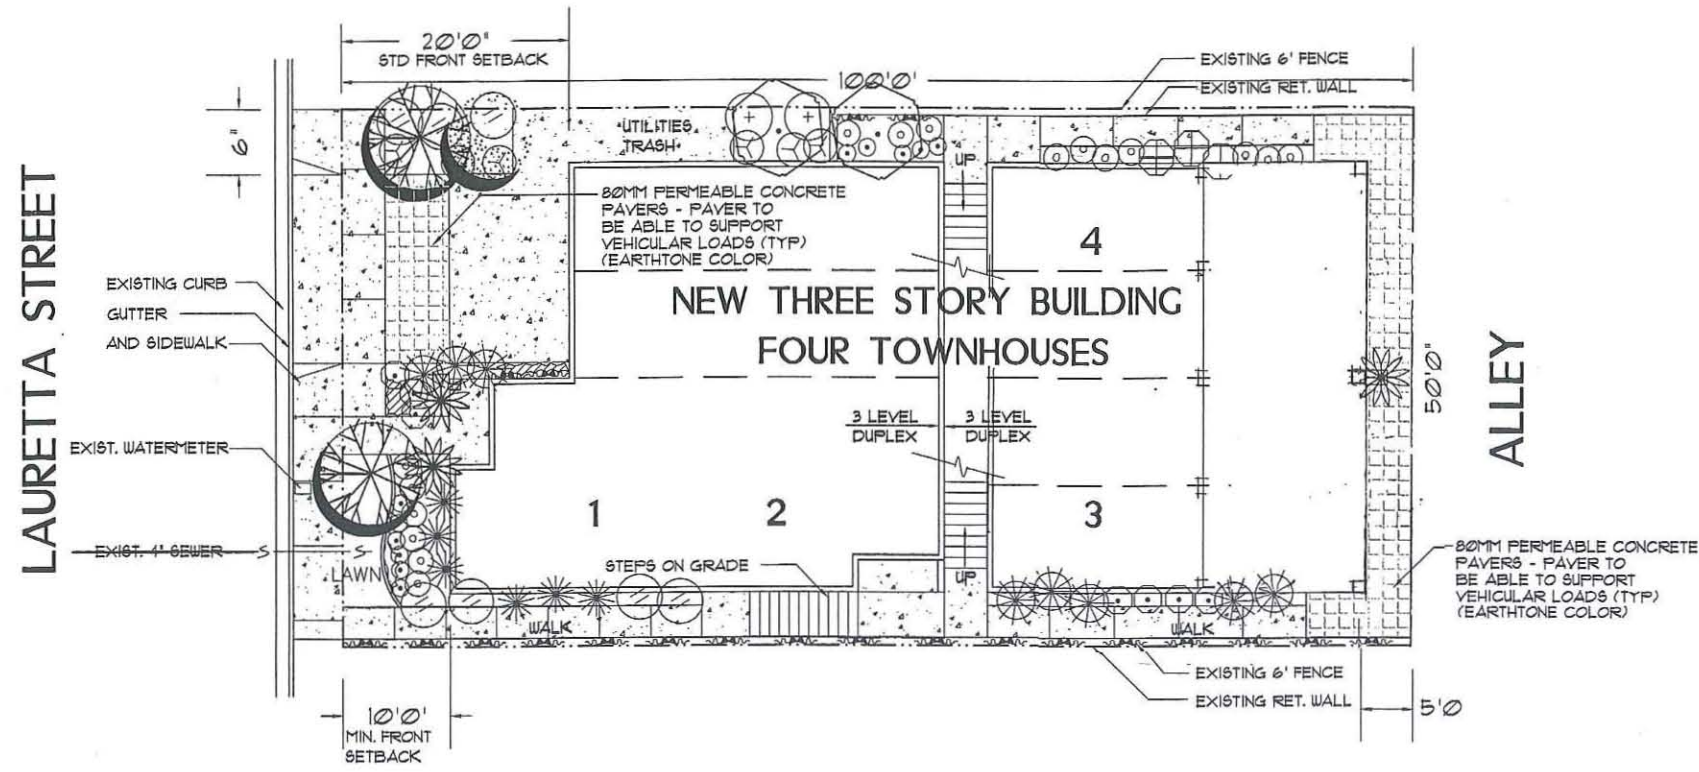 20'0"
STD FRONT SETBACK
100'0'
EXISTING 6' FENCE
EXISTING RET. WALL
6"
UTILITIES
TRASH
UP
80MM PERMEABLE CONCRETE
PAVERS - PAVER TO
BE ABLE TO SUPPORT
VEHICULAR LOADS (TYP)
(EARTHTONE COLOR)
4
LAURETTA STREET
EXISTING CURB
GUTTER
AND SIDEWALK
NEW THREE STORY BUILDING
FOUR TOWNHOUSES
50'0"
ALLEY
3 LEVEL
DUPLEX
3 LEVEL
DUPLEX
EXIST. WATERMETER
1
2
3
EXIST. 4" SEWER
S
S
LAWN
STEPS ON GRADE
UP
80MM PERMEABLE CONCRETE
PAVERS - PAVER TO
BE ABLE TO SUPPORT
VEHICULAR LOADS (TYP)
(EARTHTONE COLOR)
WALK
WALK
EXISTING 6' FENCE
EXISTING RET. WALL
5'0
10'0'
MIN. FRONT
SETBACK